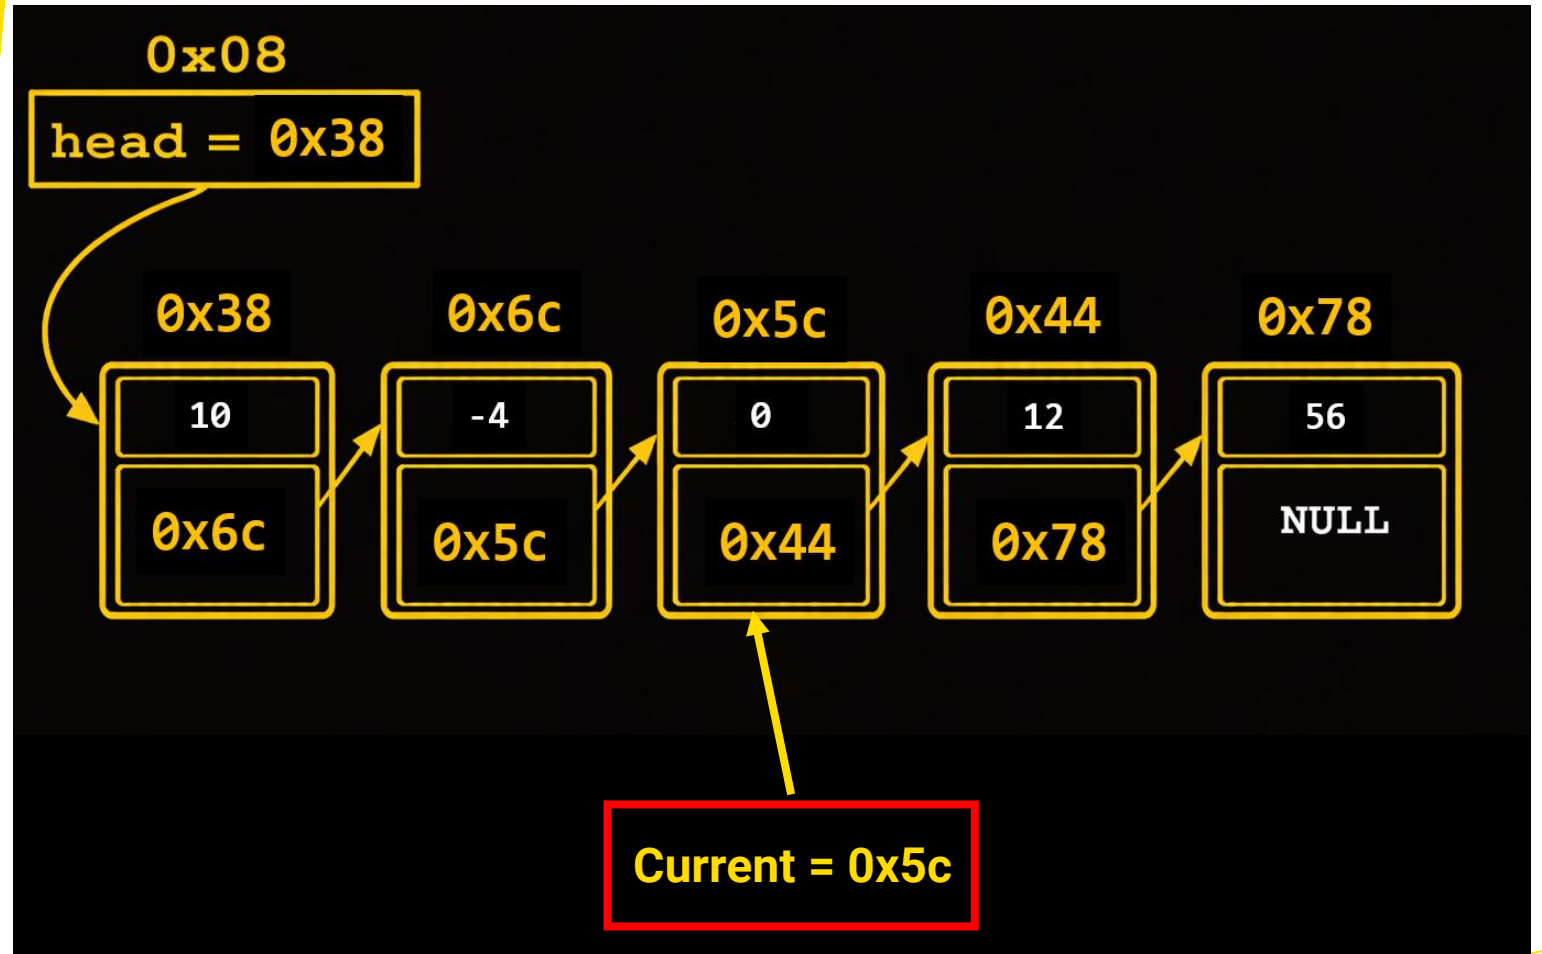 0x08
head = 0x38
0x38 0x6c 0x5c 0x44 0x78
10 -4 0 12 56
0x6c 0x5c 0x44 0x78 NULL
Current = 0x5c